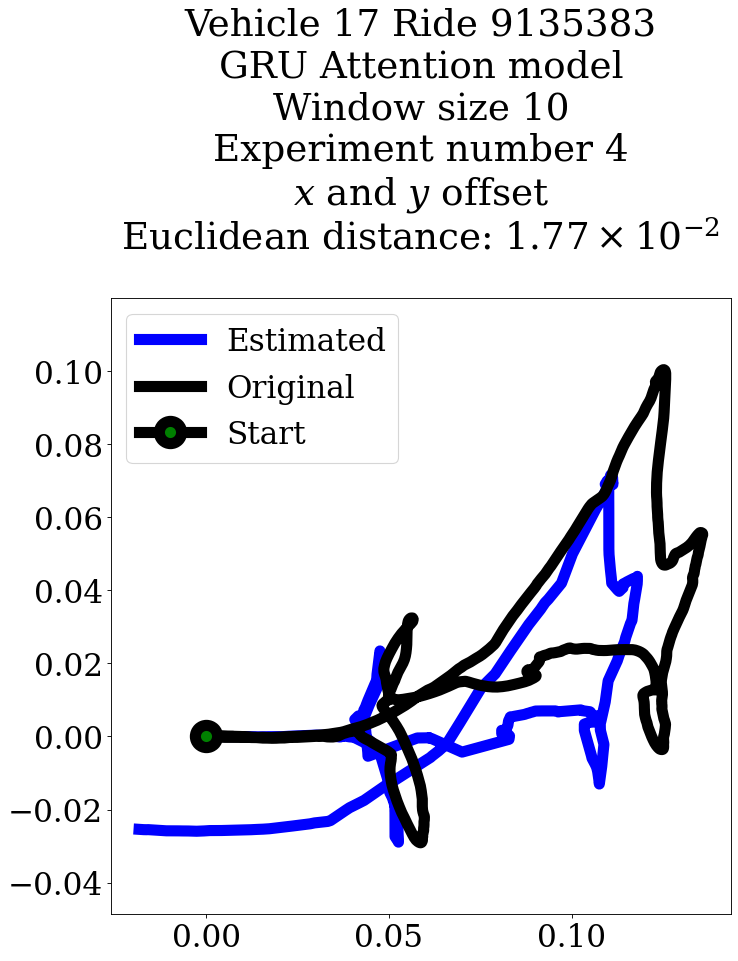 Vehicle 17 Ride 9135383
GRU Attention model
Window size 10
Experiment number 4
x and y offset
Euclidean distance: 1.77 × 10⁻²
Estimated
Original
Start
0.10
0.08
0.06
0.04
0.02
0.00
−0.02
−0.04
0.00 0.05 0.10